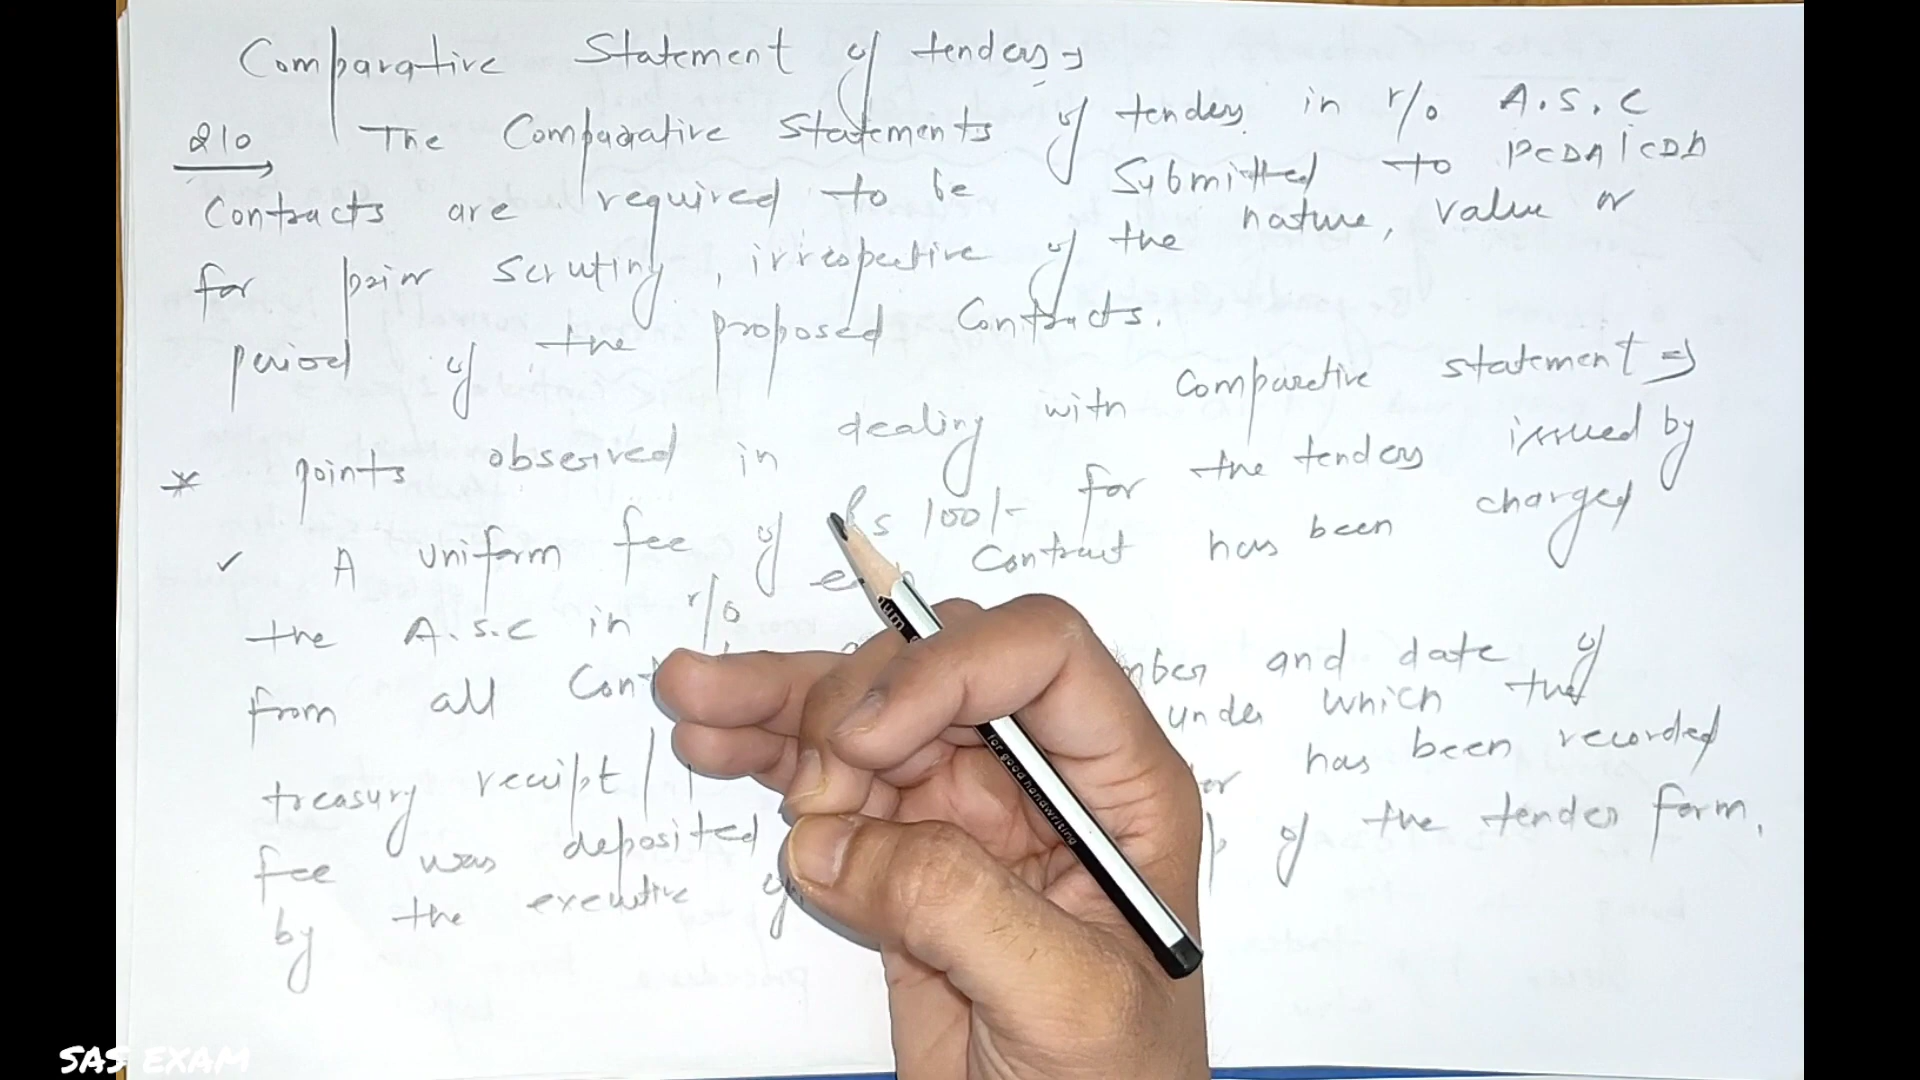 Comparative Statement of tenders →
210 The Comparative Statements of tenders in r/o A.S.C
Contracts are required to be Submitted to PCDA/CDA
for prior scrutiny, irrespective of the nature, value or
period of the proposed Contracts.
* points observed in dealing with Comparative statement ⇒
✓ A uniform fee of Rs 100/- for the tenders issued by
the A.S.C in r/o Contract has been charged
from all and date of
treasury receipt under which the
fee was deposited has been recorded
by the executive of the tender form,
for good handwriting
SAS EXAM